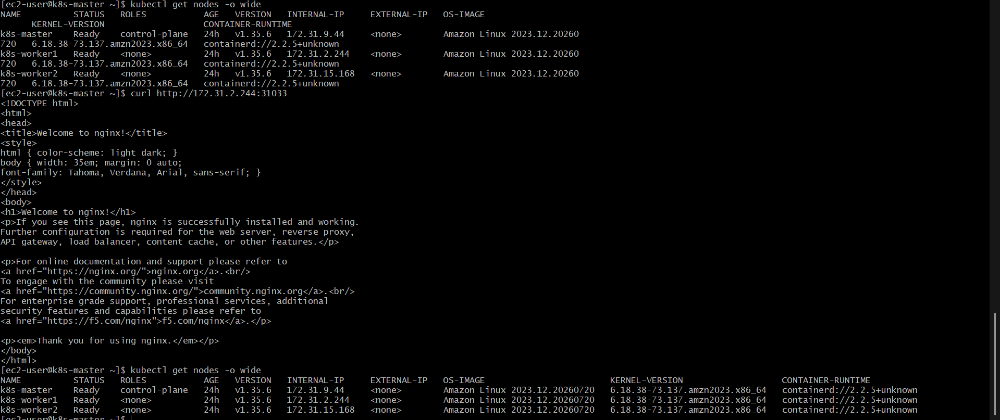 [ec2-user@k8s-master ~]$ kubectl get nodes -o wide
NAME          STATUS   ROLES           AGE   VERSION   INTERNAL-IP     EXTERNAL-IP   OS-IMAGE
      KERNEL-VERSION                   CONTAINER-RUNTIME
k8s-master    Ready    control-plane   24h   v1.35.6   172.31.9.44     <none>        Amazon Linux 2023.12.20260
720   6.18.38-73.137.amzn2023.x86_64   containerd://2.2.5+unknown
k8s-worker1   Ready    <none>          24h   v1.35.6   172.31.2.244    <none>        Amazon Linux 2023.12.20260
720   6.18.38-73.137.amzn2023.x86_64   containerd://2.2.5+unknown
k8s-worker2   Ready    <none>          24h   v1.35.6   172.31.15.168   <none>        Amazon Linux 2023.12.20260
720   6.18.38-73.137.amzn2023.x86_64   containerd://2.2.5+unknown
[ec2-user@k8s-master ~]$ curl http://172.31.2.244:31033
<!DOCTYPE html>
<html>
<head>
<title>Welcome to nginx!</title>
<style>
html { color-scheme: light dark; }
body { width: 35em; margin: 0 auto;
font-family: Tahoma, Verdana, Arial, sans-serif; }
</style>
</head>
<body>
<h1>Welcome to nginx!</h1>
<p>If you see this page, nginx is successfully installed and working.
Further configuration is required for the web server, reverse proxy,
API gateway, load balancer, content cache, or other features.</p>

<p>For online documentation and support please refer to
<a href="https://nginx.org/">nginx.org</a>.<br/>
To engage with the community please visit
<a href="https://community.nginx.org/">community.nginx.org</a>.<br/>
For enterprise grade support, professional services, additional
security features and capabilities please refer to
<a href="https://f5.com/nginx">f5.com/nginx</a>.</p>

<p><em>Thank you for using nginx.</em></p>
</body>
</html>
[ec2-user@k8s-master ~]$ kubectl get nodes -o wide
NAME          STATUS   ROLES           AGE   VERSION   INTERNAL-IP     EXTERNAL-IP   OS-IMAGE                        KERNEL-VERSION                   CONTAINER-RUNTIME
k8s-master    Ready    control-plane   24h   v1.35.6   172.31.9.44     <none>        Amazon Linux 2023.12.20260720   6.18.38-73.137.amzn2023.x86_64   containerd://2.2.5+unknown
k8s-worker1   Ready    <none>          24h   v1.35.6   172.31.2.244    <none>        Amazon Linux 2023.12.20260720   6.18.38-73.137.amzn2023.x86_64   containerd://2.2.5+unknown
k8s-worker2   Ready    <none>          24h   v1.35.6   172.31.15.168   <none>        Amazon Linux 2023.12.20260720   6.18.38-73.137.amzn2023.x86_64   containerd://2.2.5+unknown
[ec2-user@k8s-master ~]$